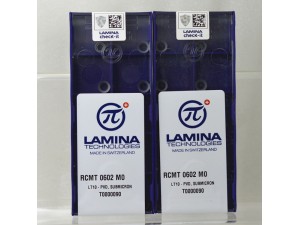 LAMINA
check-it
LAMINA
check-it
π
LAMINA
TECHNOLOGIES
MADE IN SWITZERLAND
RCMT 0602 M0
LT10 - PVD, SUBMICRON
T0000090
π
LAMINA
TECHNOLOGIES
MADE IN SWITZERLAND
RCMT 0602 M0
LT10 - PVD, SUBMICRON
T0000090